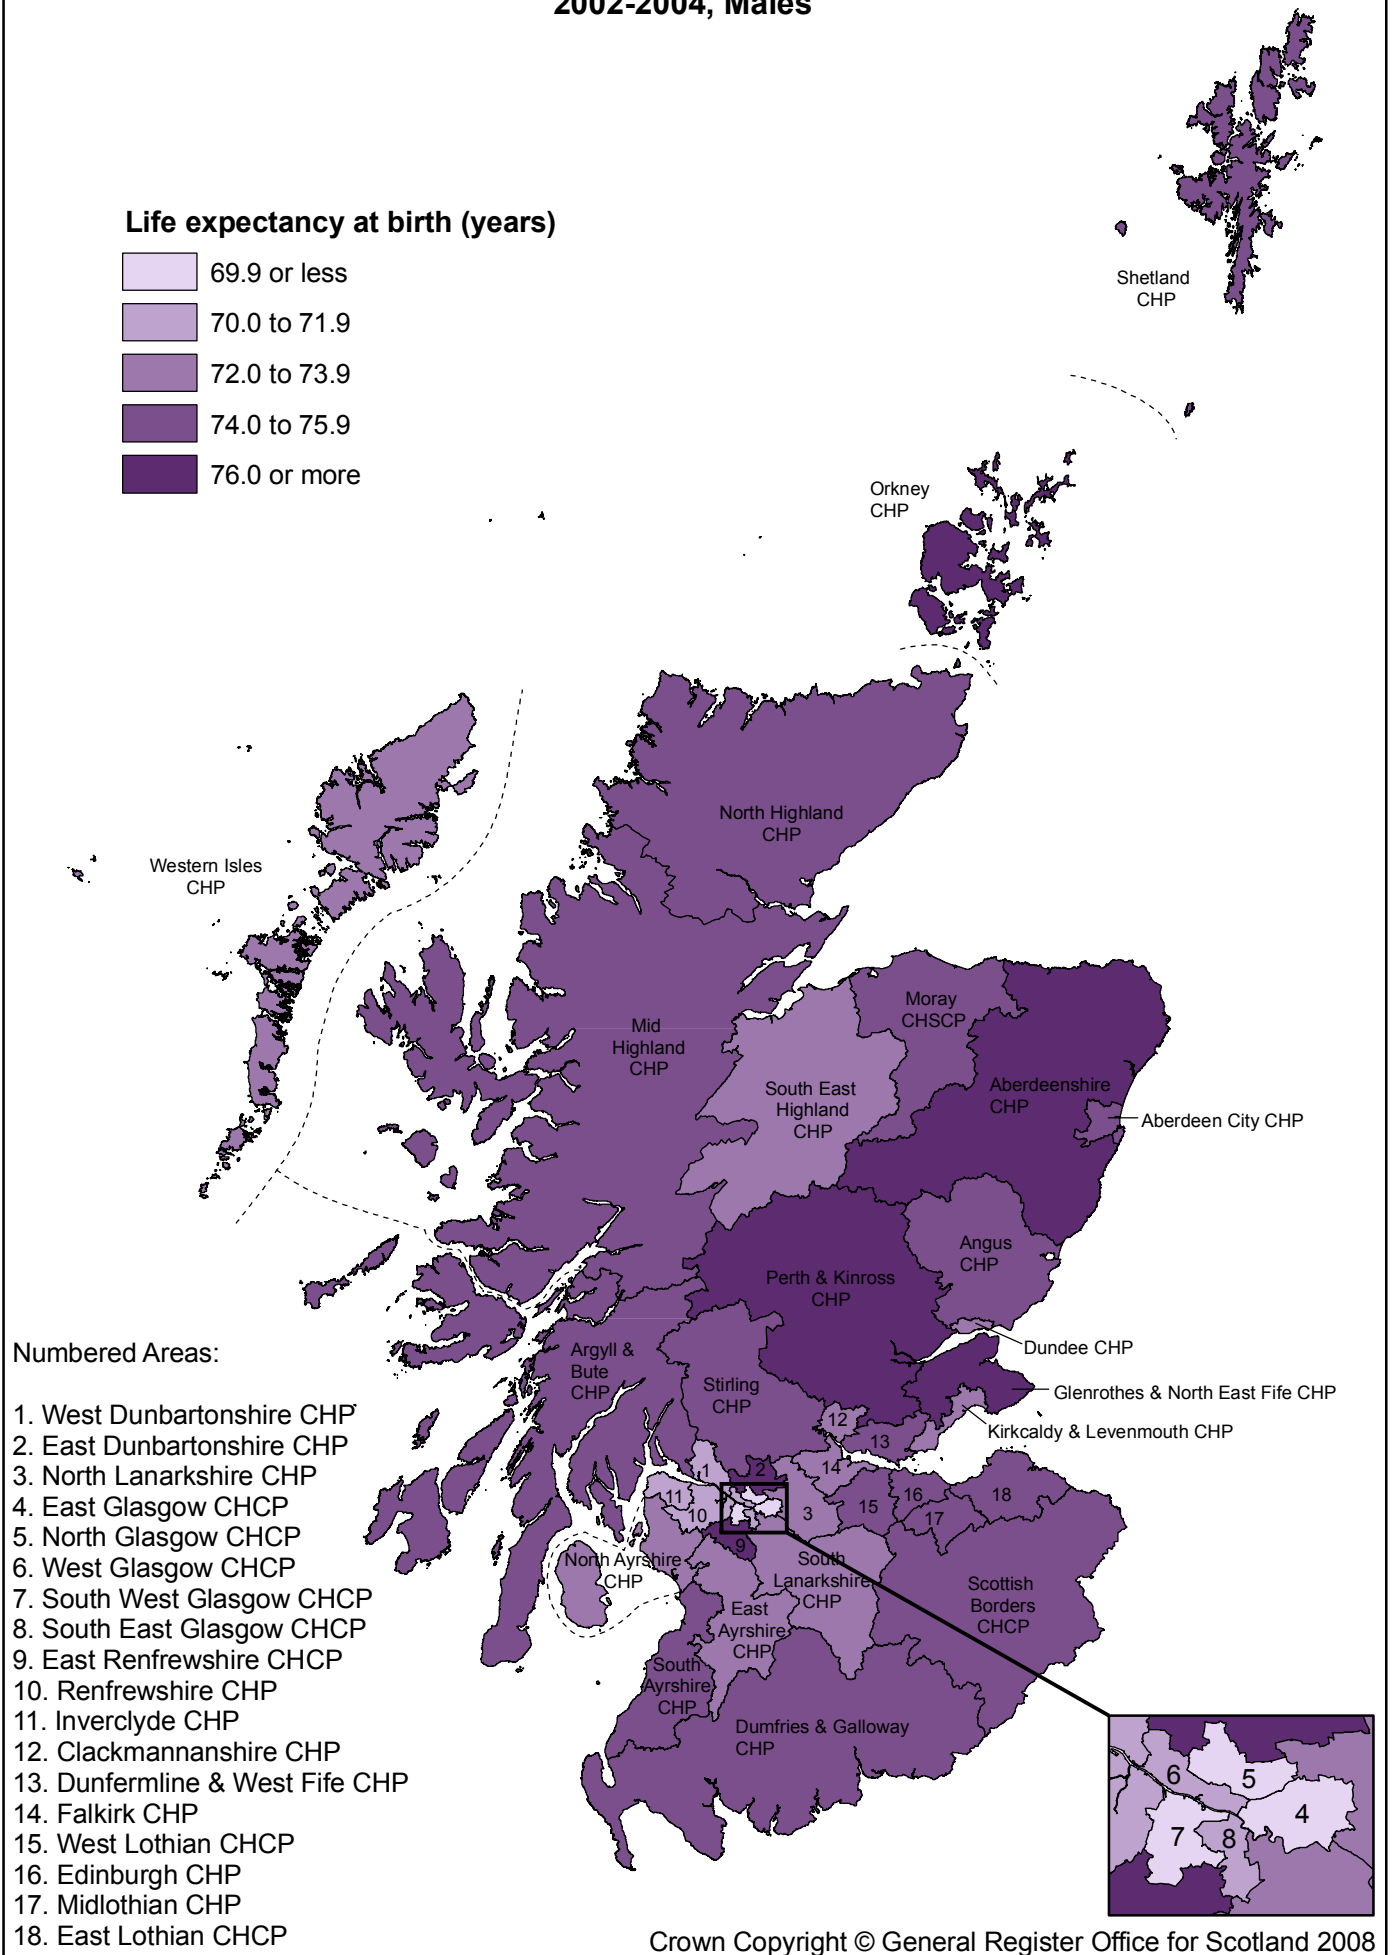 2002-2004, Males
Life expectancy at birth (years)
69.9 or less
70.0 to 71.9
72.0 to 73.9
74.0 to 75.9
76.0 or more
Shetland
CHP
Orkney
CHP
North Highland
CHP
Western Isles
CHP
Moray
CHSCP
Mid
Highland
CHP
South East
Highland
CHP
Aberdeenshire
CHP
Aberdeen City CHP
Angus
CHP
Perth & Kinross
CHP
Dundee CHP
Argyll &
Bute
CHP
Stirling
CHP
Glenrothes & North East Fife CHP
Kirkcaldy & Levenmouth CHP
12
13
1
2
14
11
10
3
15
16
17
18
9
North Ayrshire
CHP
South
Lanarkshire
CHP
East
Ayrshire
CHP
Scottish
Borders
CHCP
South
Ayrshire
CHP
Dumfries & Galloway
CHP
6
5
4
7
8
Numbered Areas:
1. West Dunbartonshire CHP
2. East Dunbartonshire CHP
3. North Lanarkshire CHP
4. East Glasgow CHCP
5. North Glasgow CHCP
6. West Glasgow CHCP
7. South West Glasgow CHCP
8. South East Glasgow CHCP
9. East Renfrewshire CHCP
10. Renfrewshire CHP
11. Inverclyde CHP
12. Clackmannanshire CHP
13. Dunfermline & West Fife CHP
14. Falkirk CHP
15. West Lothian CHCP
16. Edinburgh CHP
17. Midlothian CHP
18. East Lothian CHCP
Crown Copyright © General Register Office for Scotland 2008